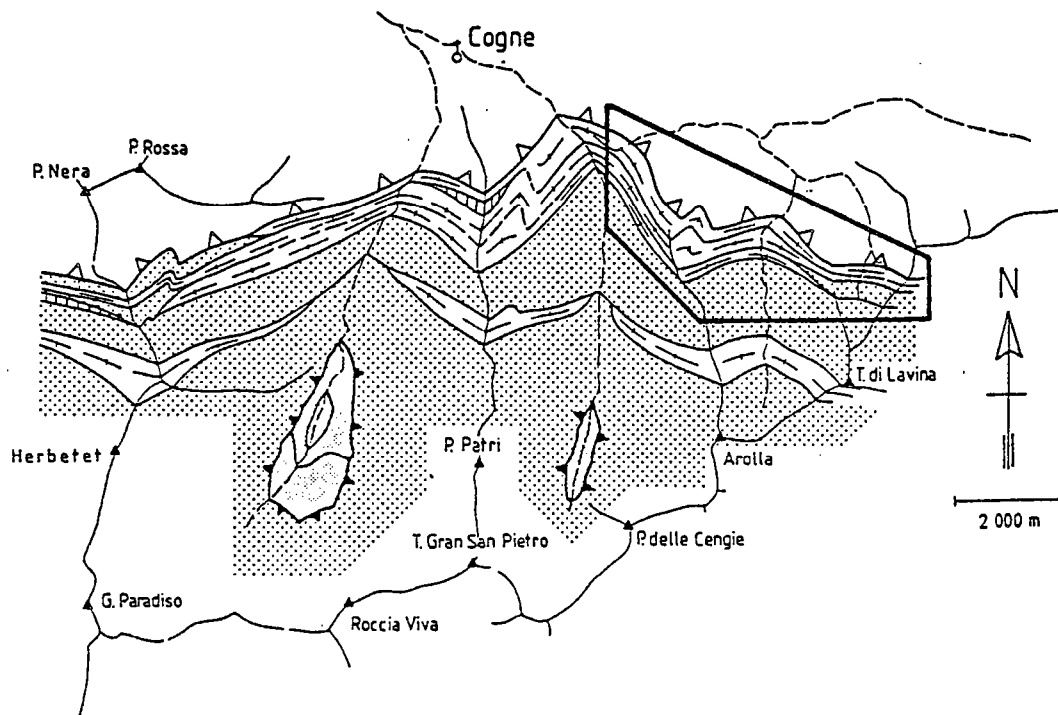 Cogne
P. Rossa
P. Nera
N
T. di Lavina
Herbetet
P. Patri
Arolla
2 000 m
T. Gran San Pietro
P. delle Cengie
G. Paradiso
Roccia Viva